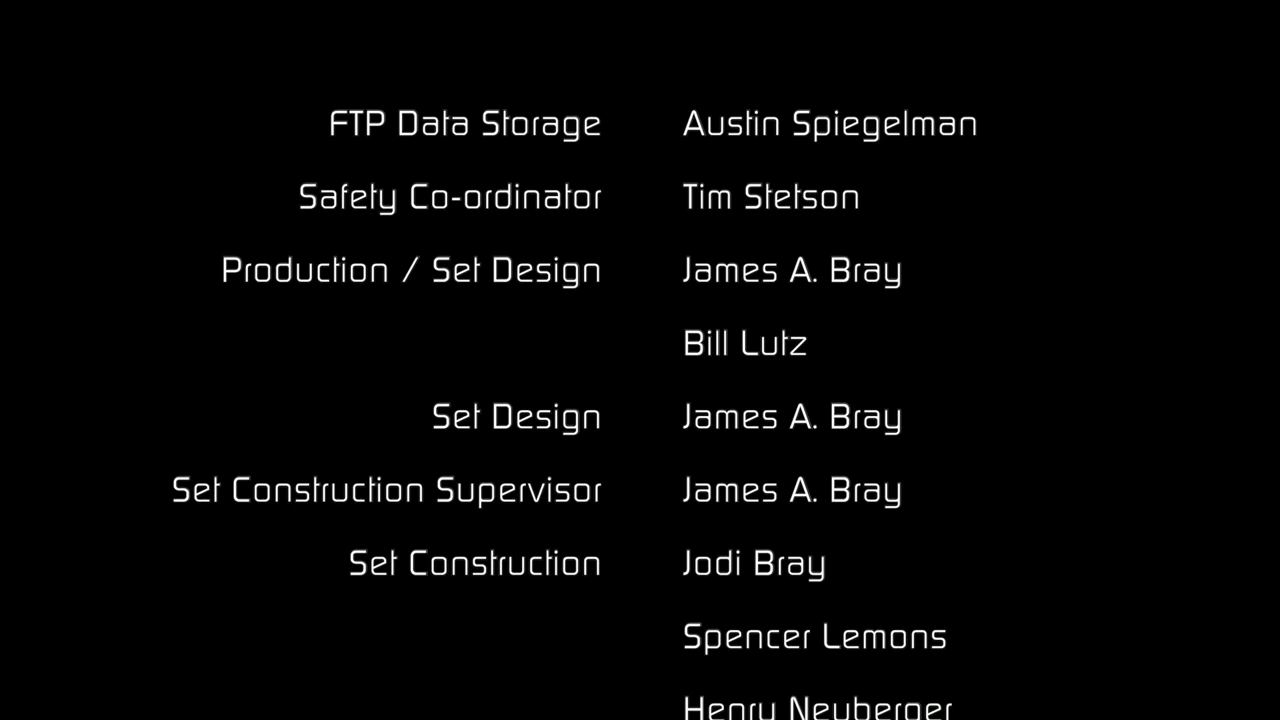 FTP Data Storage Austin Spiegelman
Safety Co-ordinator Tim Stetson
Production / Set Design James A. Bray
Bill Lutz
Set Design James A. Bray
Set Construction Supervisor James A. Bray
Set Construction Jodi Bray
Spencer Lemons
Henry Neuberger